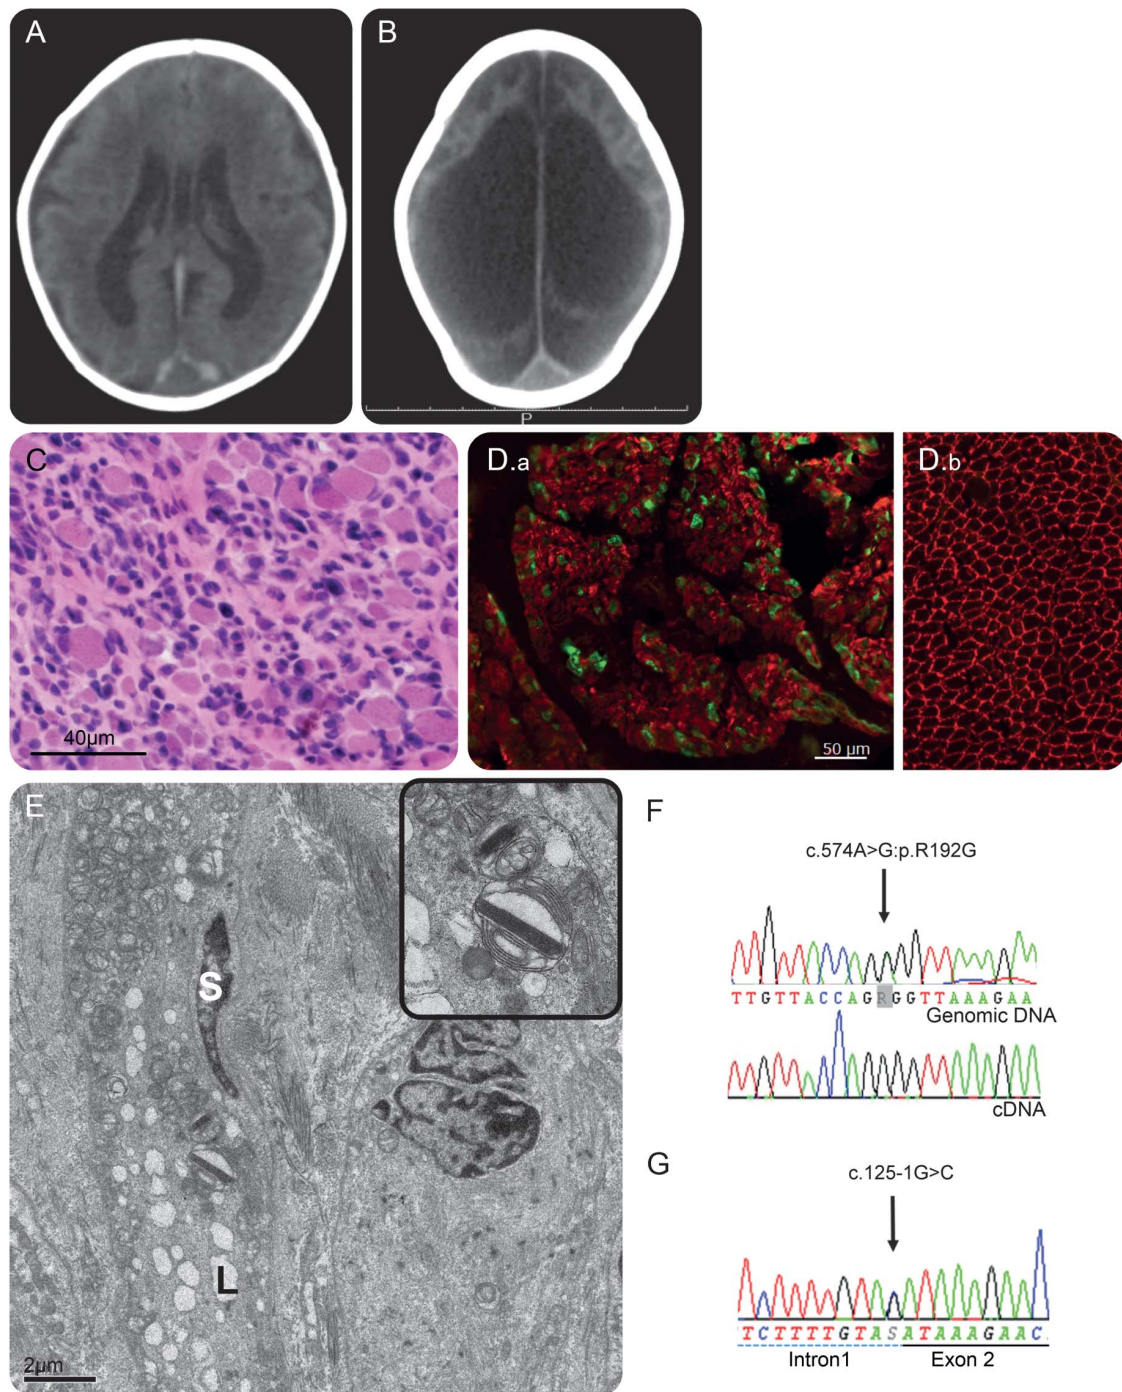 A
B
P
C
40µm
D.a
50 µm
D.b
E
S
L
2µm
F
c.574A>G:p.R192G
TTGTTACCAGRGGTTAAAGAA
Genomic DNA
cDNA
G
c.125-1G>C
TCTTTTGTASATAAAGAAC
Intron1
Exon 2